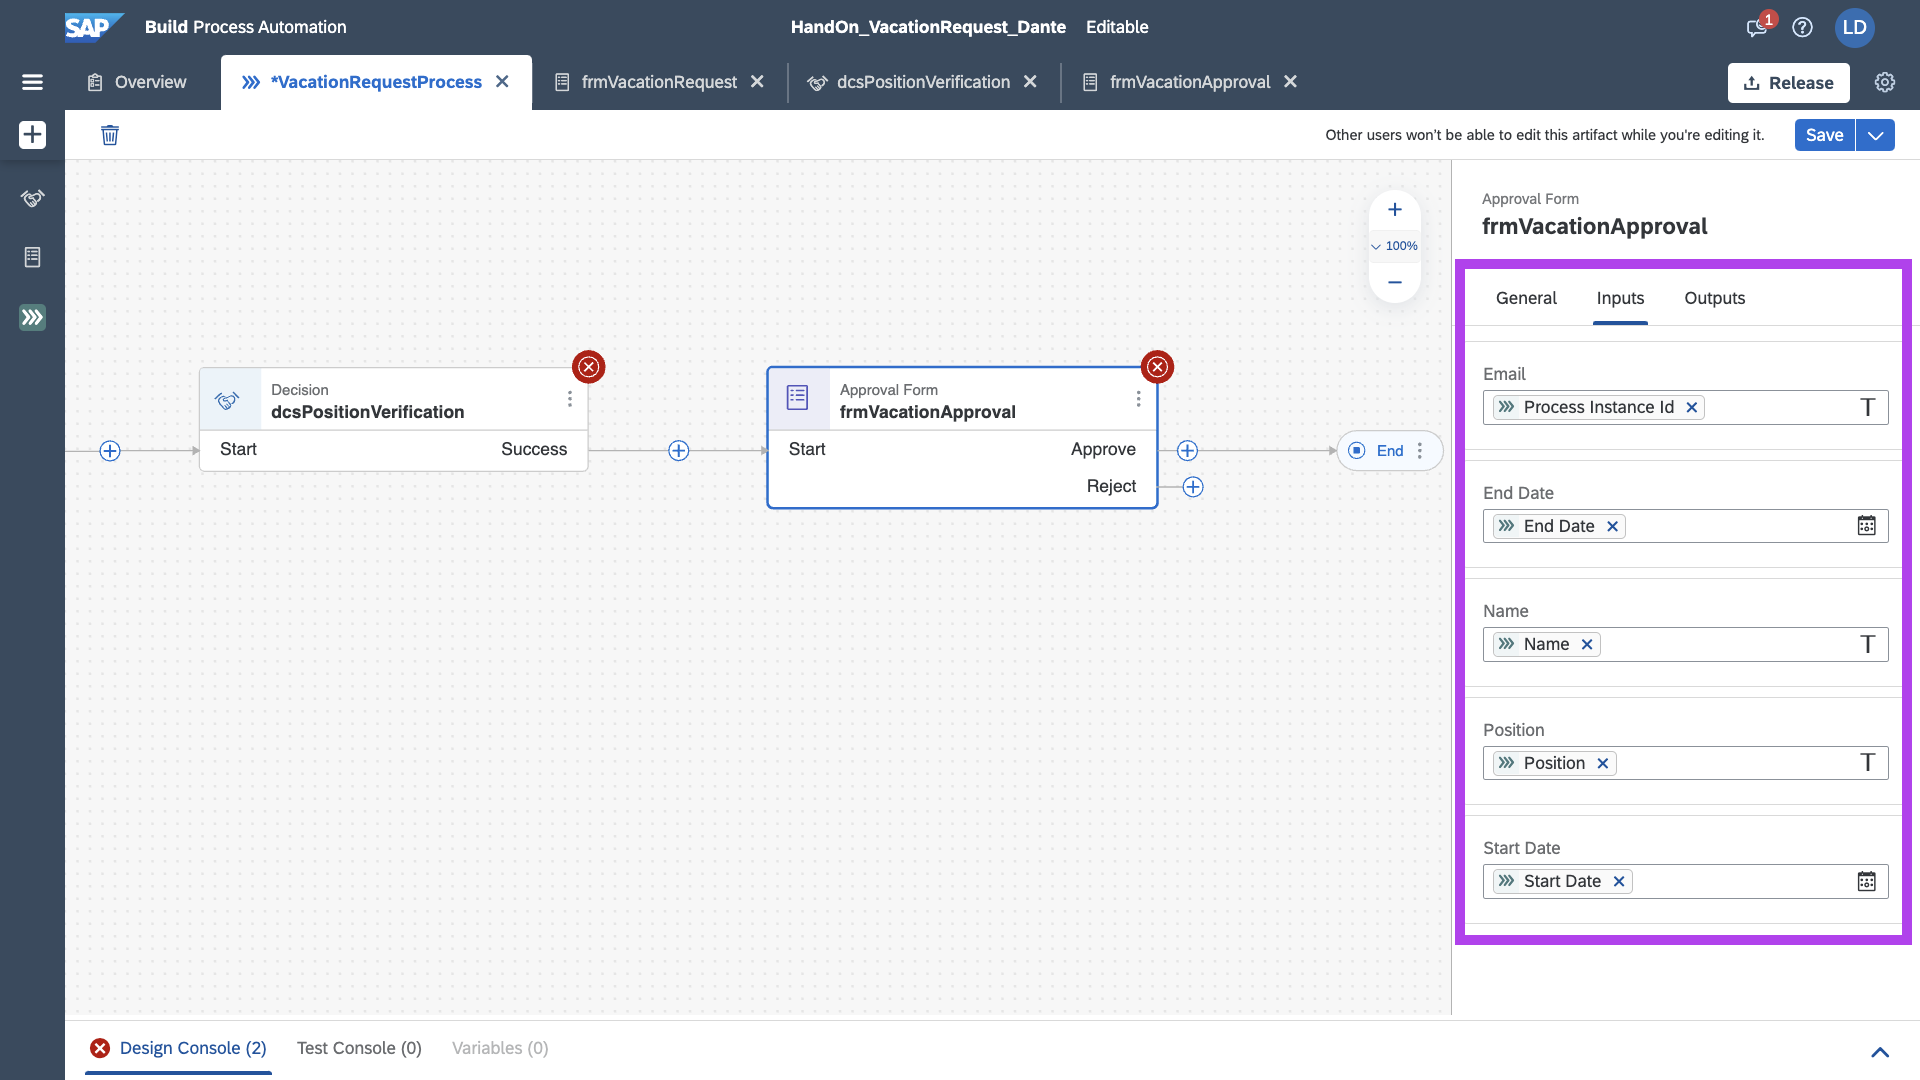 SAP Build Process Automation
HandOn_VacationRequest_Dante Editable
1
LD
Overview
*VacationRequestProcess
frmVacationRequest
dcsPositionVerification
frmVacationApproval
Release
Other users won't be able to edit this artifact while you're editing it.
Save
100%
Decision
dcsPositionVerification
Start Success
Approval Form
frmVacationApproval
Start Approve
Reject
End
Approval Form
frmVacationApproval
General Inputs Outputs
Email
Process Instance Id
End Date
End Date
Name
Name
Position
Position
Start Date
Start Date
Design Console (2) Test Console (0) Variables (0)